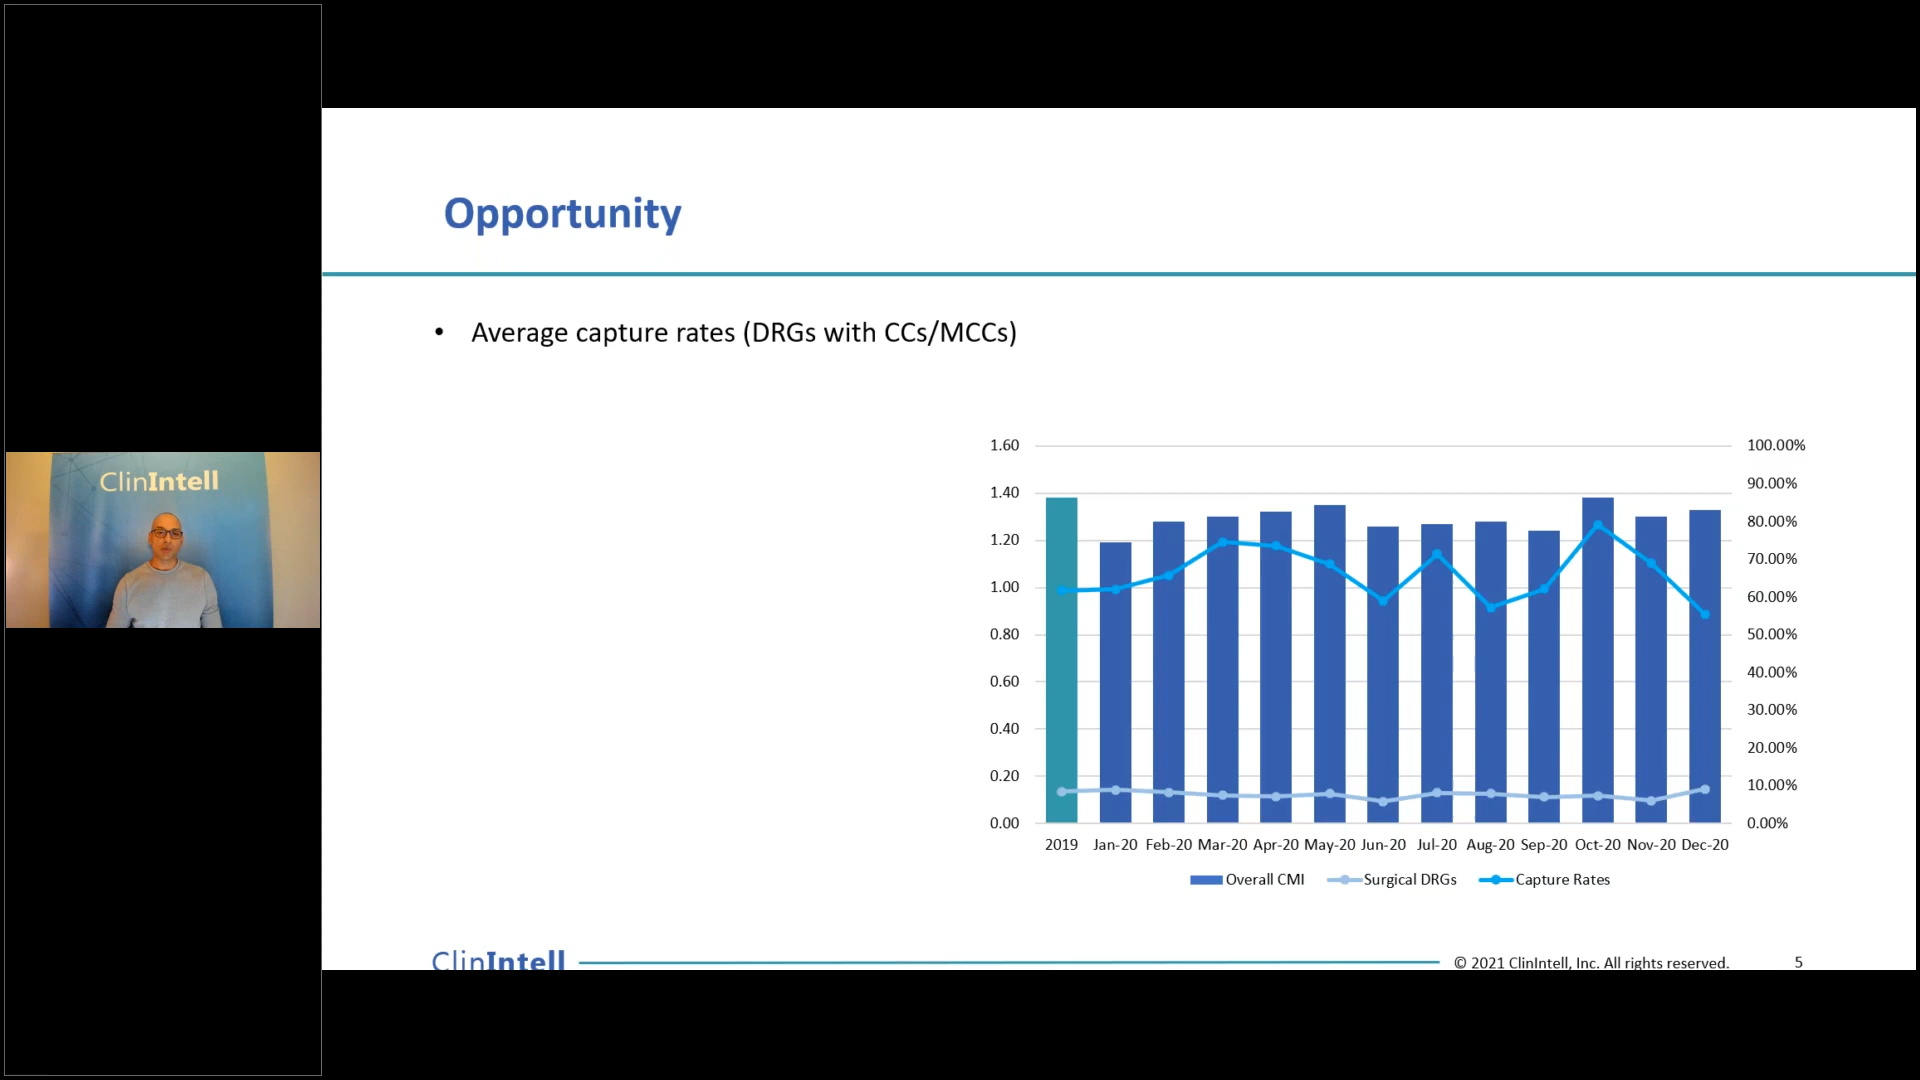 Opportunity
• Average capture rates (DRGs with CCs/MCCs)
ClinIntell
1.60
1.40
1.20
1.00
0.80
0.60
0.40
0.20
0.00
100.00%
90.00%
80.00%
70.00%
60.00%
50.00%
40.00%
30.00%
20.00%
10.00%
0.00%
2019 Jan-20 Feb-20 Mar-20 Apr-20 May-20 Jun-20 Jul-20 Aug-20 Sep-20 Oct-20 Nov-20 Dec-20
Overall CMI Surgical DRGs Capture Rates
ClinIntell
© 2021 ClinIntell, Inc. All rights reserved. 5